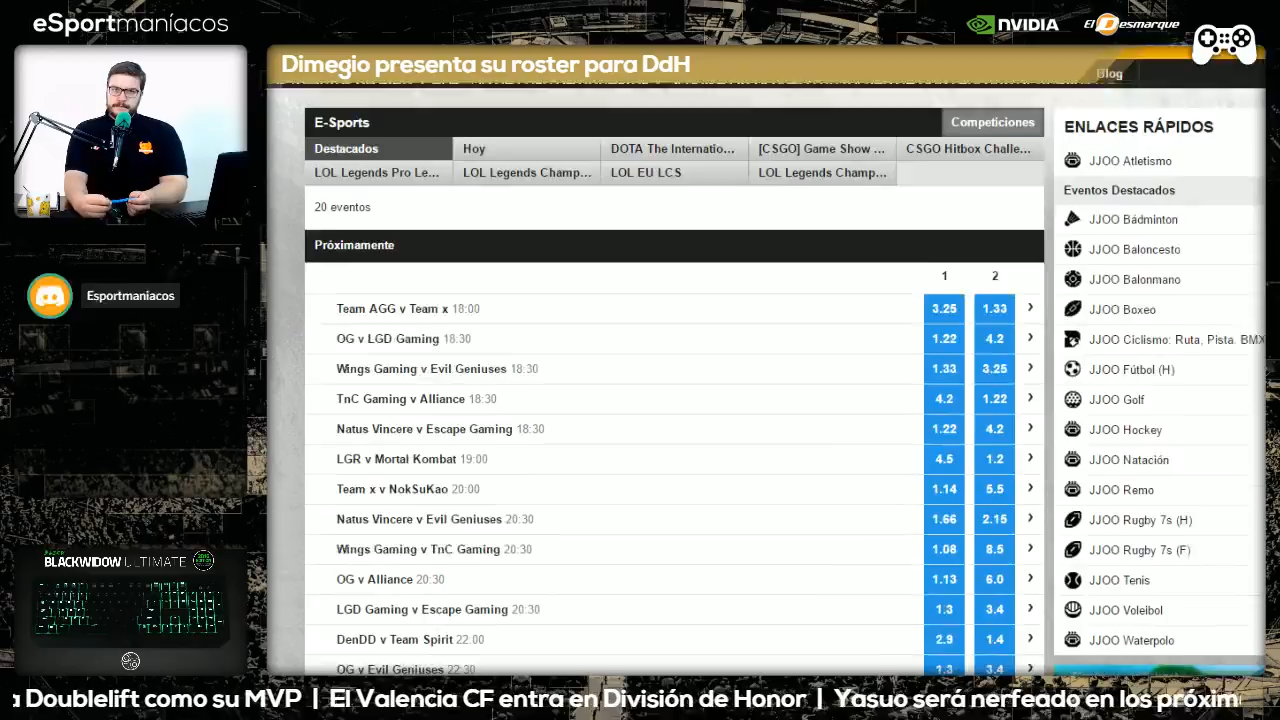 eSportmaníacos
NVIDIA
El Desmarque
Dimegio presenta su roster para DdH
Blog
E-Sports
Competiciones
Destacados
Hoy
DOTA The Internatio...
[CSGO] Game Show ...
CSGO Hitbox Challe...
LOL Legends Pro Le...
LOL Legends Champ...
LOL EU LCS
LOL Legends Champ...
20 eventos
Próximamente
1 2
Team AGG v Team x 18:00 3.25 1.33
OG v LGD Gaming 18:30 1.22 4.2
Wings Gaming v Evil Geniuses 18:30 1.33 3.25
TnC Gaming v Alliance 18:30 4.2 1.22
Natus Vincere v Escape Gaming 18:30 1.22 4.2
LGR v Mortal Kombat 19:00 4.5 1.2
Team x v NokSuKao 20:00 1.14 5.5
Natus Vincere v Evil Geniuses 20:30 1.66 2.15
Wings Gaming v TnC Gaming 20:30 1.08 8.5
OG v Alliance 20:30 1.13 6.0
LGD Gaming v Escape Gaming 20:30 1.3 3.4
DenDD v Team Spirit 22:00 2.9 1.4
OG v Evil Geniuses 22:30 1.3 3.4
ENLACES RÁPIDOS
JJOO Atletismo
Eventos Destacados
JJOO Bádminton
JJOO Baloncesto
JJOO Balonmano
JJOO Boxeo
JJOO Ciclismo: Ruta, Pista. BMX
JJOO Fútbol (H)
JJOO Golf
JJOO Hockey
JJOO Natación
JJOO Remo
JJOO Rugby 7s (H)
JJOO Rugby 7s (F)
JJOO Tenis
JJOO Voleibol
JJOO Waterpolo
Esportmaniacos
RAZER
BLACKWIDOW ULTIMATE
a Doublelift como su MVP | El Valencia CF entra en División de Honor | Yasuo será nerfeado en los próxim